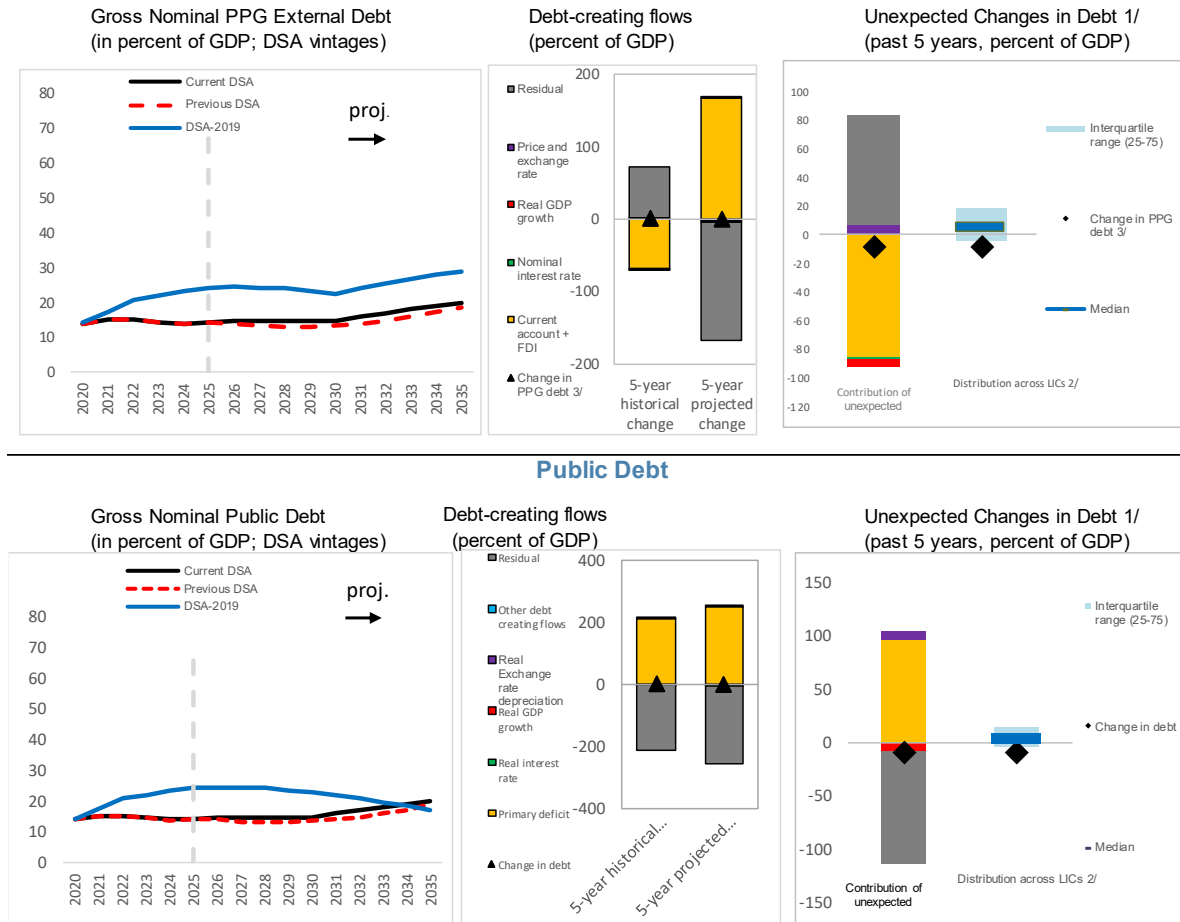 Gross Nominal PPG External Debt
(in percent of GDP; DSA vintages)
Current DSA
Previous DSA
DSA-2019
proj.
80
70
60
50
40
30
20
10
0
2020
2021
2022
2023
2024
2025
2026
2027
2028
2029
2030
2031
2032
2033
2034
2035
Debt-creating flows
(percent of GDP)
Residual
Price and
exchange
rate
Real GDP
growth
Nominal
interest rate
Current
account +
FDI
Change in
PPG debt 3/
200
100
0
-100
-200
5-year
historical
change
5-year
projected
change
Unexpected Changes in Debt 1/
(past 5 years, percent of GDP)
100
80
60
40
20
0
-20
-40
-60
-80
-100
-120
Contribution of
unexpected
Distribution across LICs 2/
Interquartile
range (25-75)
Change in PPG
debt 3/
Median
Public Debt
Gross Nominal Public Debt
(in percent of GDP; DSA vintages)
Current DSA
Previous DSA
DSA-2019
proj.
80
70
60
50
40
30
20
10
0
2020
2021
2022
2023
2024
2025
2026
2027
2028
2029
2030
2031
2032
2033
2034
2035
Debt-creating flows
(percent of GDP)
Residual
Other debt
creating flows
Real
Exchange
rate
depreciation
Real GDP
growth
Real interest
rate
Primary deficit
Change in debt
400
200
0
-200
-400
5-year historical...
5-year projected...
Unexpected Changes in Debt 1/
(past 5 years, percent of GDP)
150
100
50
0
-50
-100
-150
Contribution of
unexpected
Distribution across LICs 2/
Interquartile
range (25-75)
Change in debt
Median